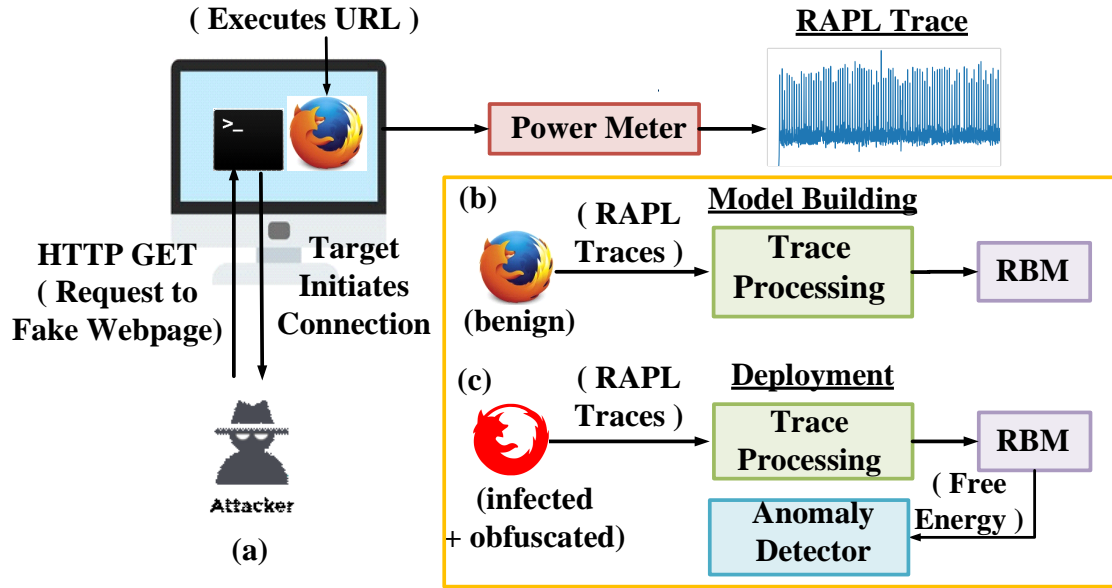 ( Executes URL )
RAPL Trace
>_
Power Meter
HTTP GET
( Request to
Fake Webpage)
Target
Initiates
Connection
Attacker
(a)
(b)
Model Building
( RAPL
Traces )
(benign)
Trace
Processing
RBM
(c)
Deployment
( RAPL
Traces )
(infected
+ obfuscated)
Trace
Processing
RBM
( Free
Energy )
Anomaly
Detector